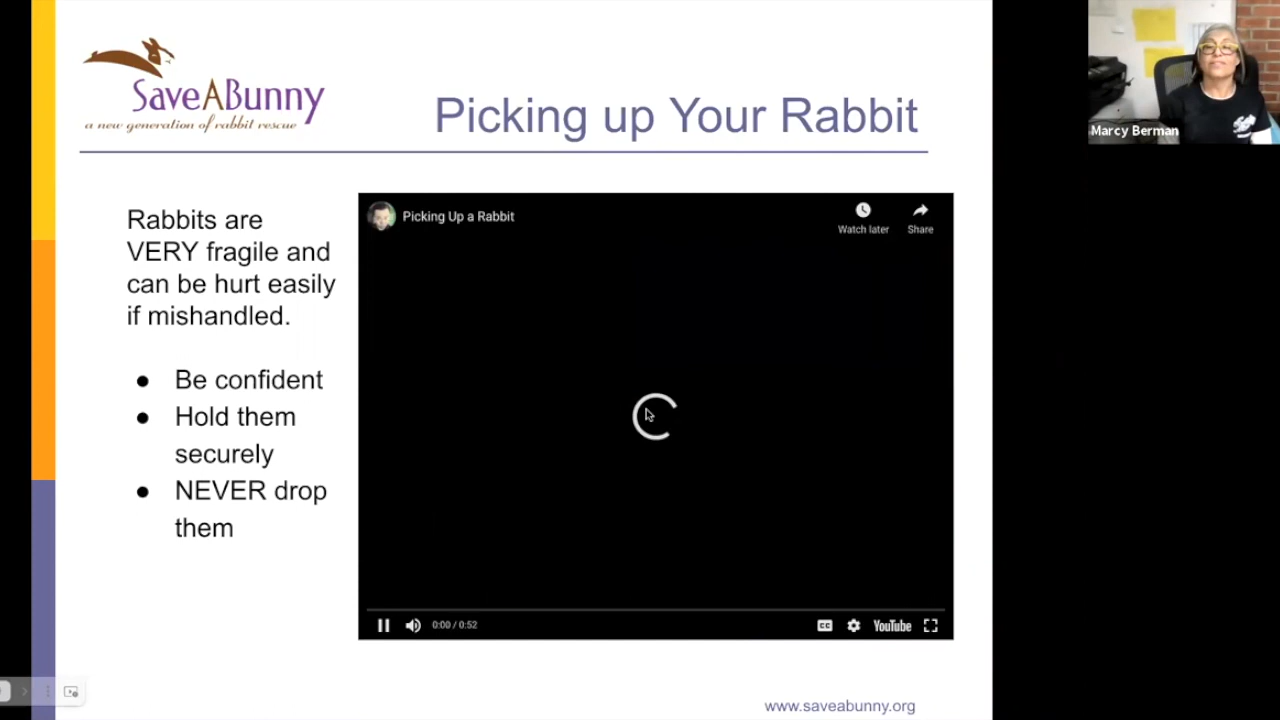 SaveABunny
a new generation of rabbit rescue
Picking up Your Rabbit
Rabbits are
VERY fragile and
can be hurt easily
if mishandled.
● Be confident
● Hold them
securely
● NEVER drop
them
Picking Up a Rabbit
Watch later
Share
0:00 / 0:52
CC
YouTube
www.saveabunny.org
Marcy Berman